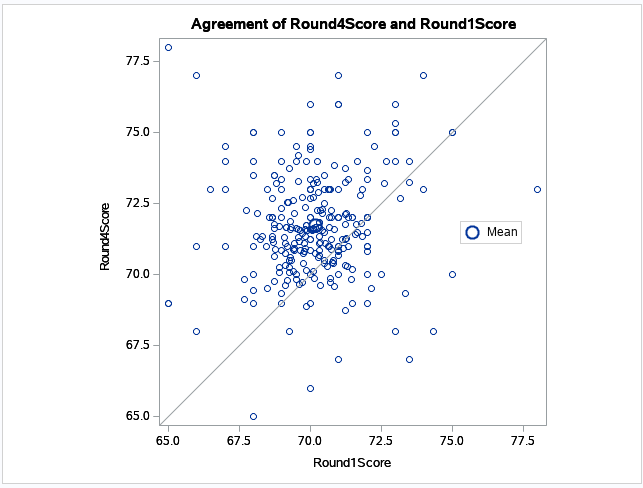 Agreement of Round4Score and Round1Score
77.5
75.0
72.5
70.0
67.5
65.0
Round4Score
Mean
65.0 67.5 70.0 72.5 75.0 77.5
Round1Score